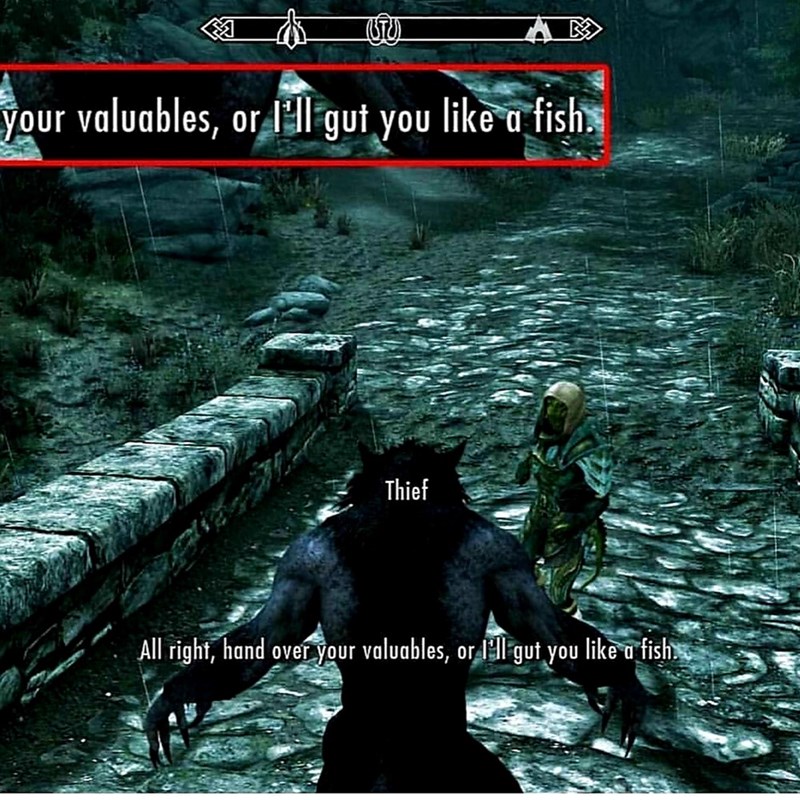 your valuables, or I'll gut you like a fish.
Thief
All right, hand over your valuables, or I'll gut you like a fish.